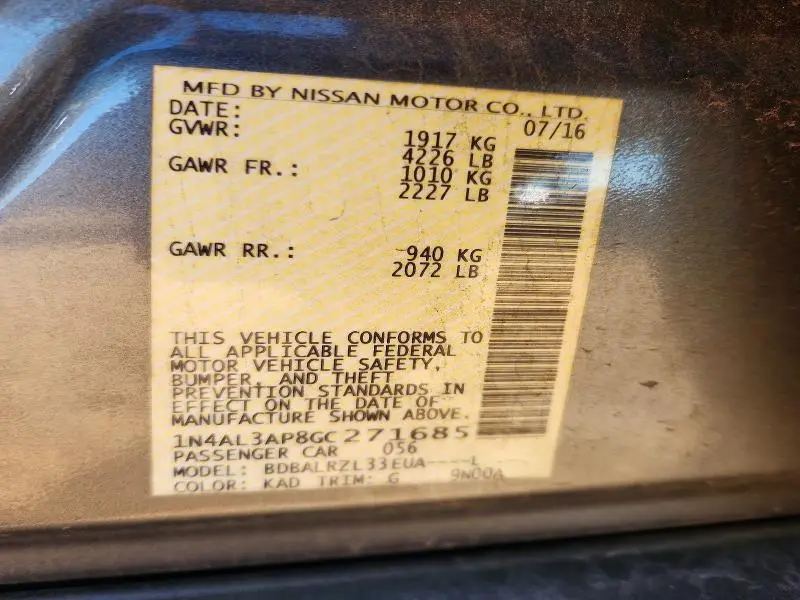 MFD BY NISSAN MOTOR CO., LTD.
DATE: 07/16
GVWR: 1917 KG
4226 LB
GAWR FR.: 1010 KG
2227 LB
GAWR RR.: 940 KG
2072 LB
THIS VEHICLE CONFORMS TO
ALL APPLICABLE FEDERAL
MOTOR VEHICLE SAFETY,
BUMPER, AND THEFT
PREVENTION STANDARDS IN
EFFECT ON THE DATE OF
MANUFACTURE SHOWN ABOVE.
1N4AL3AP8GC271685
PASSENGER CAR 056
MODEL: BDBALRZL33EUA----L
COLOR: KAD TRIM: G 9N00A